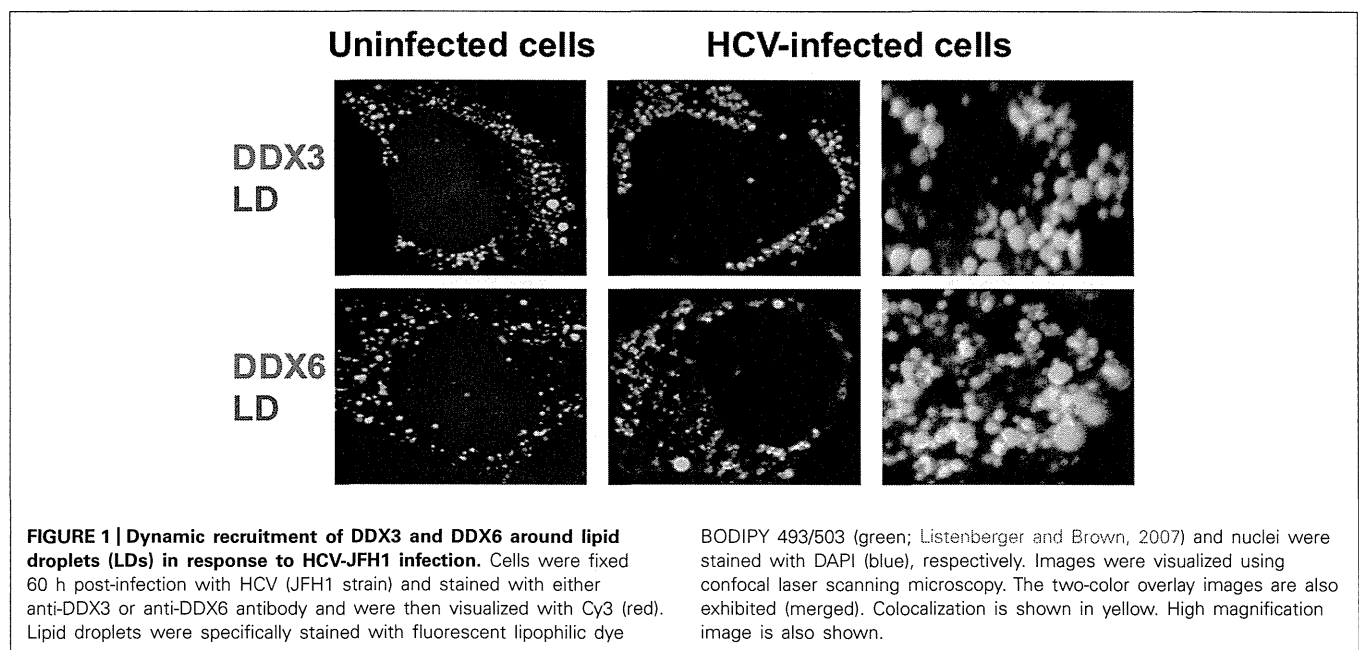 Uninfected cells
HCV-infected cells
DDX3
LD
DDX6
LD
FIGURE 1 | Dynamic recruitment of DDX3 and DDX6 around lipid
droplets (LDs) in response to HCV-JFH1 infection. Cells were fixed
60 h post-infection with HCV (JFH1 strain) and stained with either
anti-DDX3 or anti-DDX6 antibody and were then visualized with Cy3 (red).
Lipid droplets were specifically stained with fluorescent lipophilic dye
BODIPY 493/503 (green; Listenberger and Brown, 2007) and nuclei were
stained with DAPI (blue), respectively. Images were visualized using
confocal laser scanning microscopy. The two-color overlay images are also
exhibited (merged). Colocalization is shown in yellow. High magnification
image is also shown.